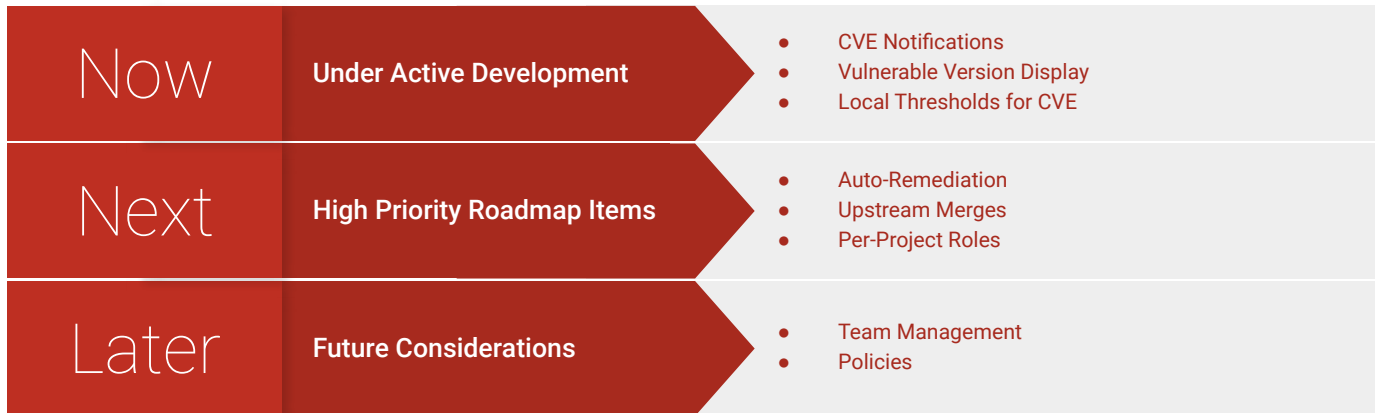 Now
Under Active Development
● CVE Notifications
● Vulnerable Version Display
● Local Thresholds for CVE
Next
High Priority Roadmap Items
● Auto-Remediation
● Upstream Merges
● Per-Project Roles
Later
Future Considerations
● Team Management
● Policies